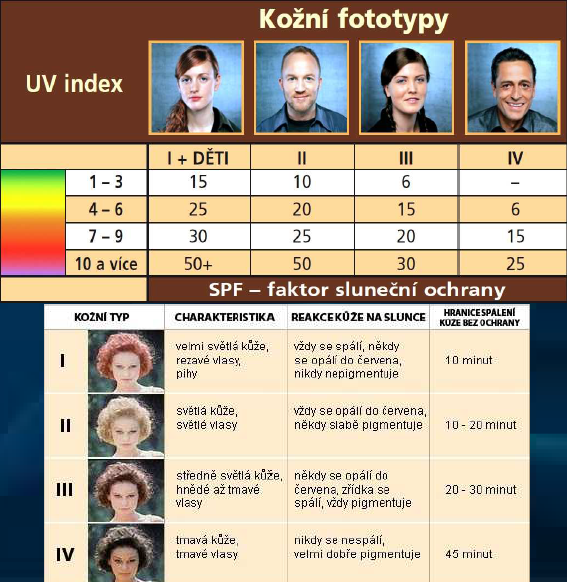 Kožní fototypy
UV index
I + DĚTI II III IV
1 – 3 15 10 6 –
4 – 6 25 20 15 6
7 – 9 30 25 20 15
10 a více 50+ 50 30 25
SPF – faktor sluneční ochrany
KOŽNÍ TYP CHARAKTERISTIKA REAKCE KŮŽE NA SLUNCE HRANICE SPÁLENÍ
KŮZE BEZ OCHRANY
I
velmi světlá kůže,
rezavé vlasy,
pihy
vždy se spálí, někdy
se opálí do červena,
nikdy nepigmentuje
10 minut
II
světlá kůže,
světlé vlasy
vždy se opálí do červena,
někdy slabě pigmentuje
10 - 20 minut
III
středně světlá kůže,
hnědé až tmavé
vlasy
někdy se opálí do
červena, zřídka se
spálí, vždy pigmentuje
20 - 30 minut
IV
tmavá kůže,
tmavé vlasy
nikdy se nespálí,
velmi dobře pigmentuje
45 minut